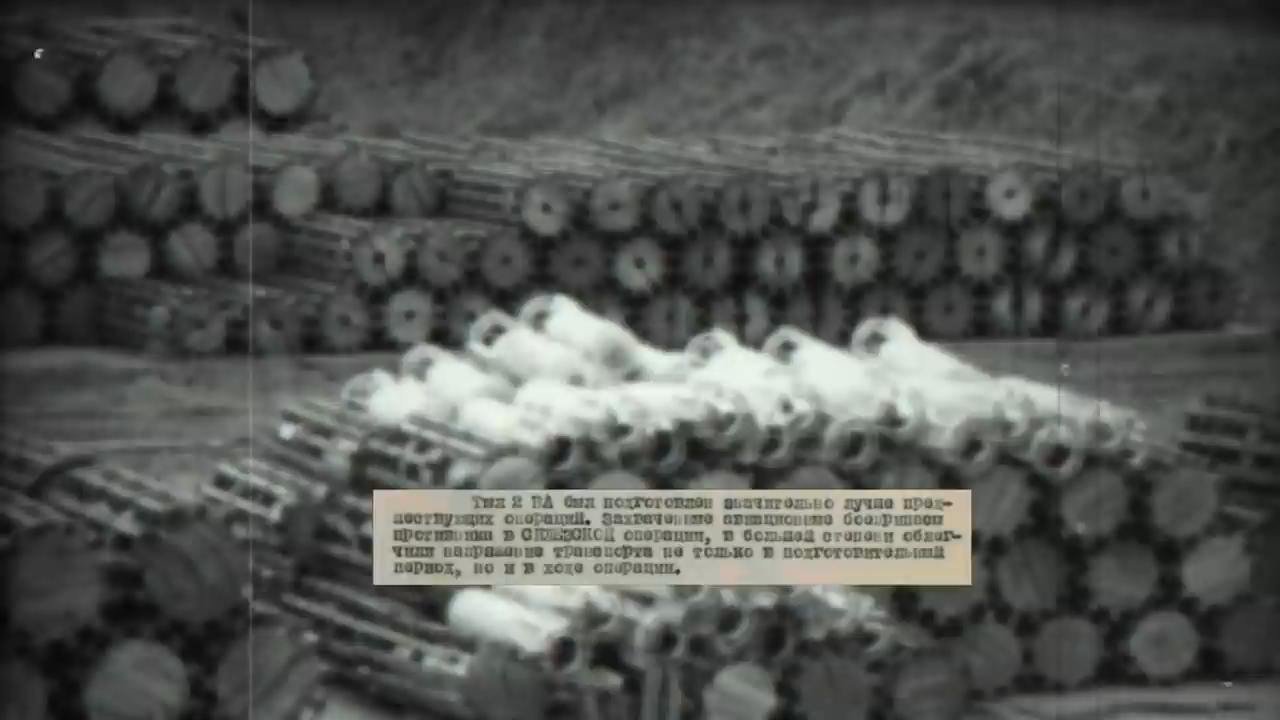 Тыл 2 ВА был подготовлен значительно лучше пред-
шествующих операций. Захваченные авиационные боеприпасы
противника в СИЛЕЗСКОЙ операции, в большой степени облег-
чили напряжение транспорта не только в подготовительный
период, но и в ходе операции.